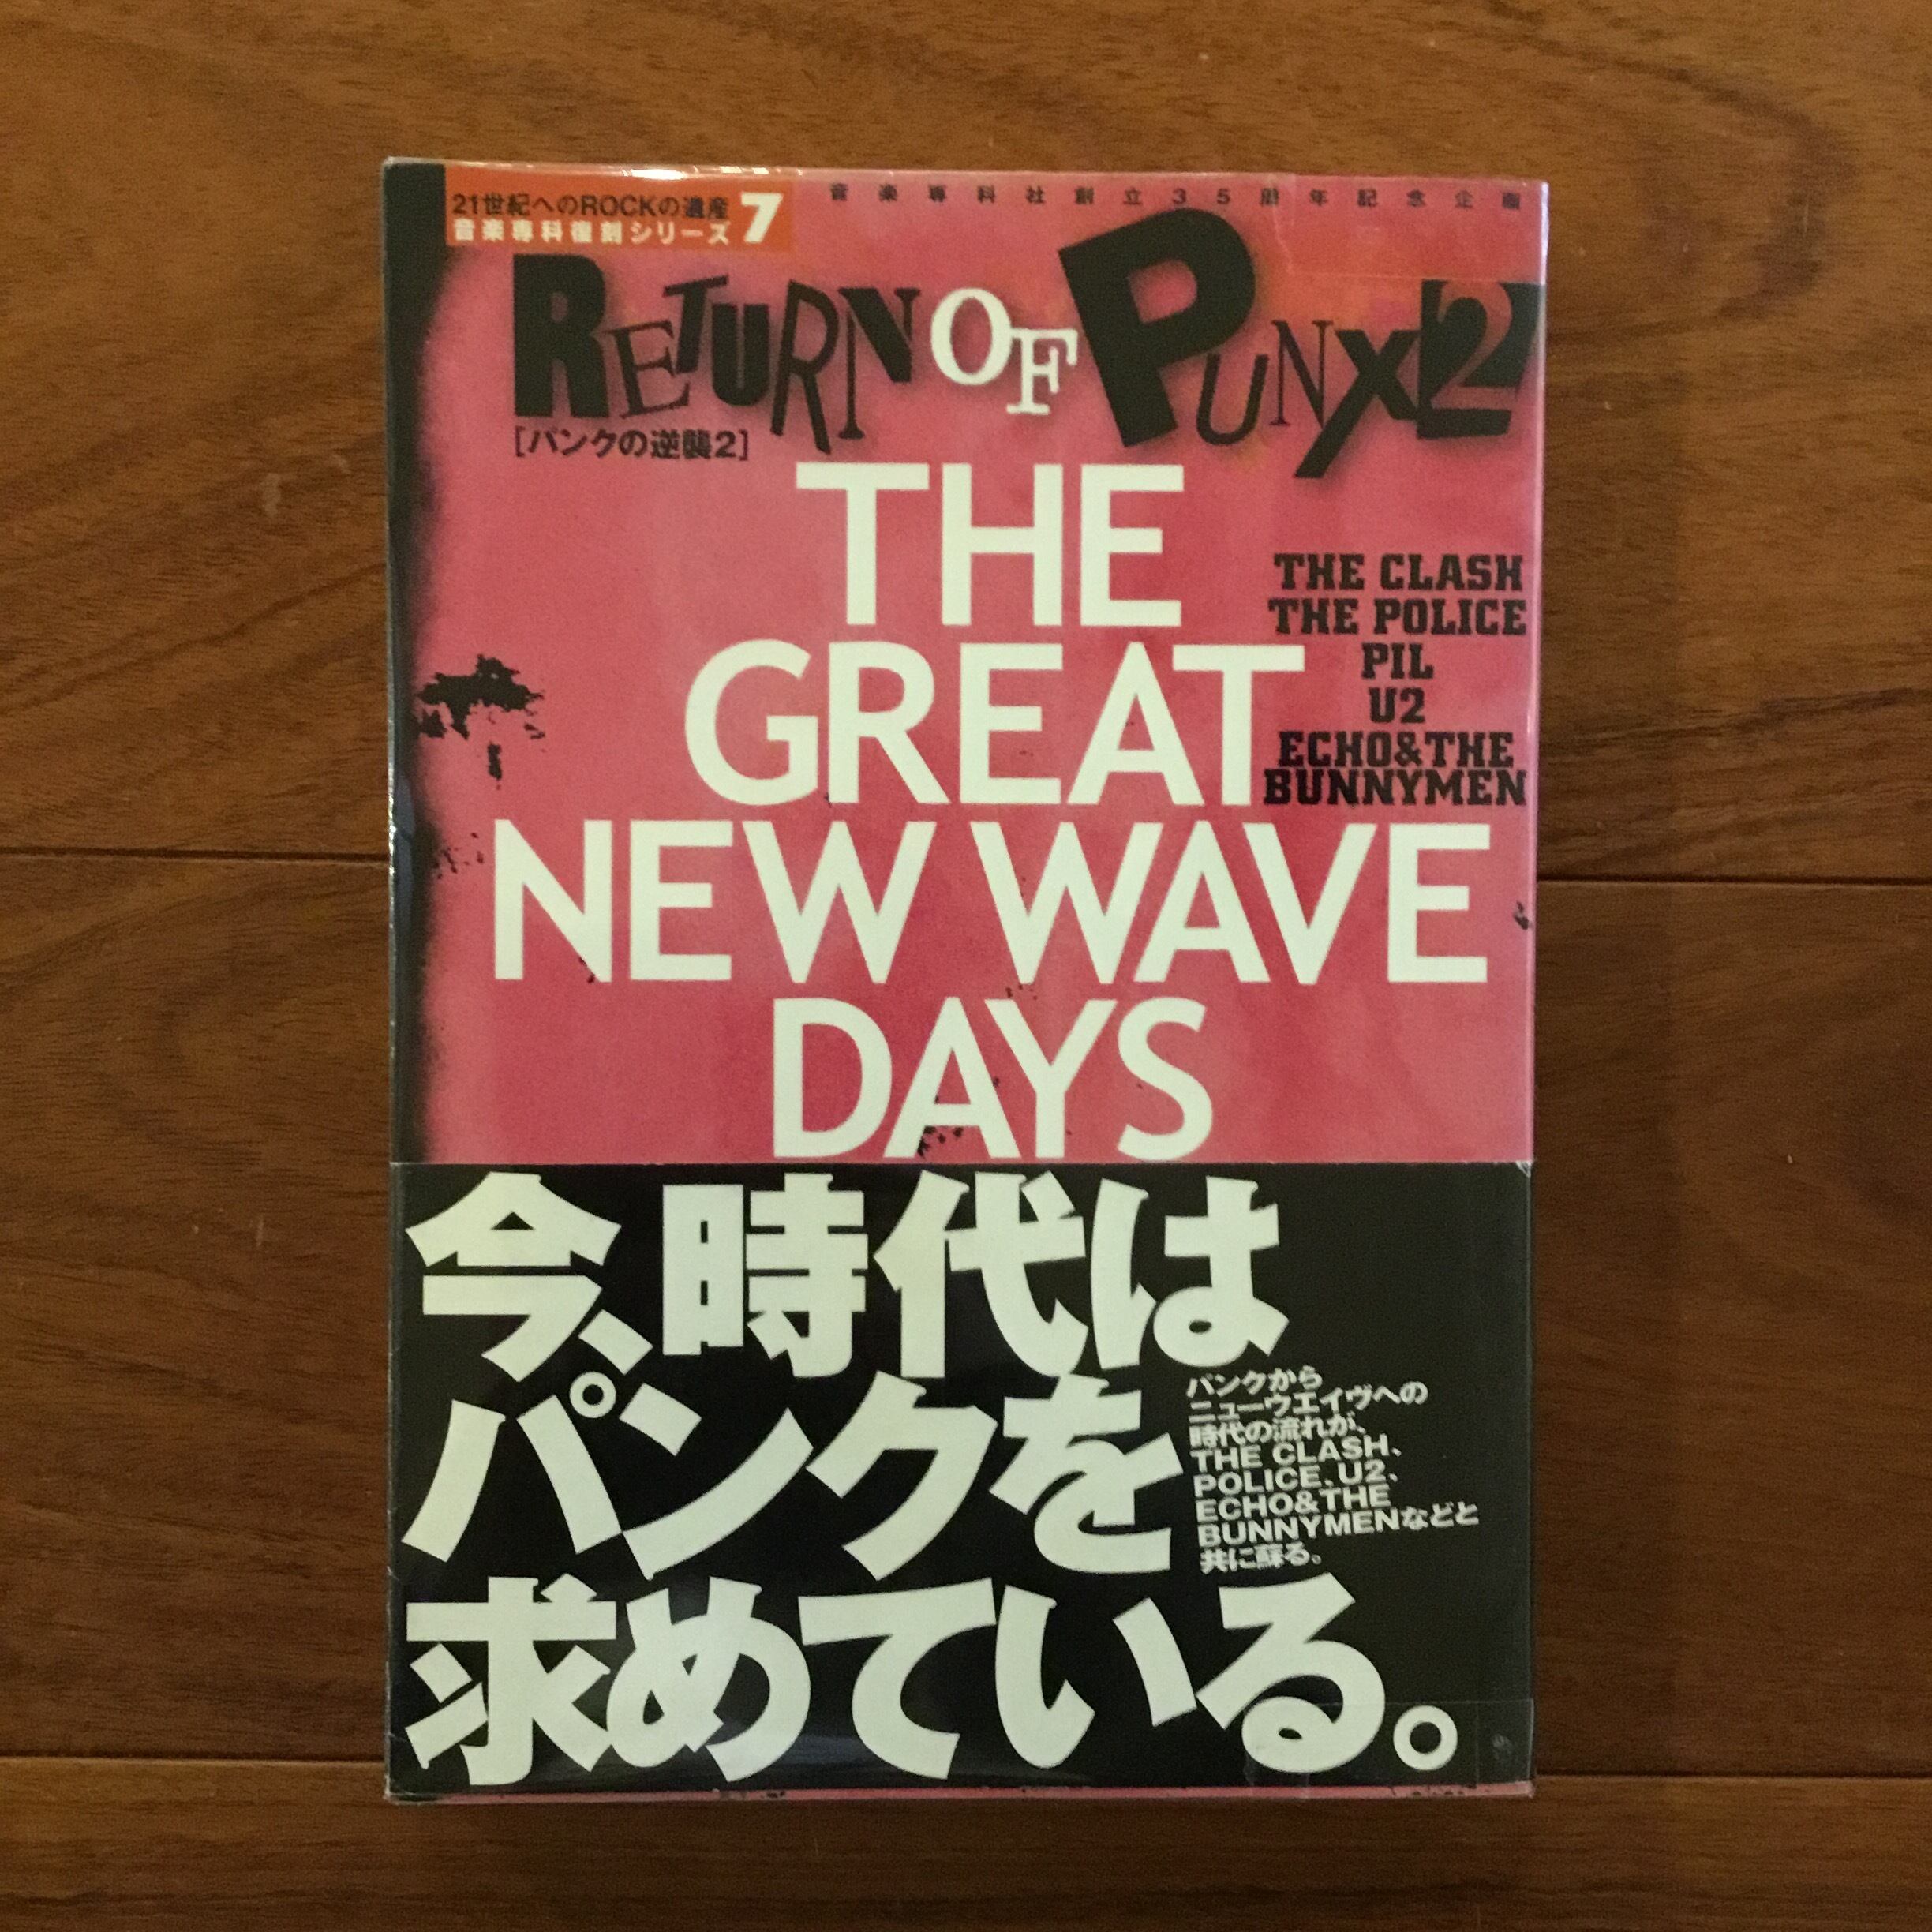 21世紀へのROCKの遺産
音楽専科復刻シリーズ 7
音楽専科社創立35周年記念企画
RETURN OF PUNX 2
[パンクの逆襲2]
THE
GREAT
NEW WAVE
DAYS
THE CLASH
THE POLICE
PIL
U2
ECHO&THE
BUNNYMEN
今、時代は
パンクを
求めている。
パンクから
ニューウエイヴへの
時代の流れが、
THE CLASH、
POLICE、U2、
ECHO&THE
BUNNYMENなどと
共に蘇る。